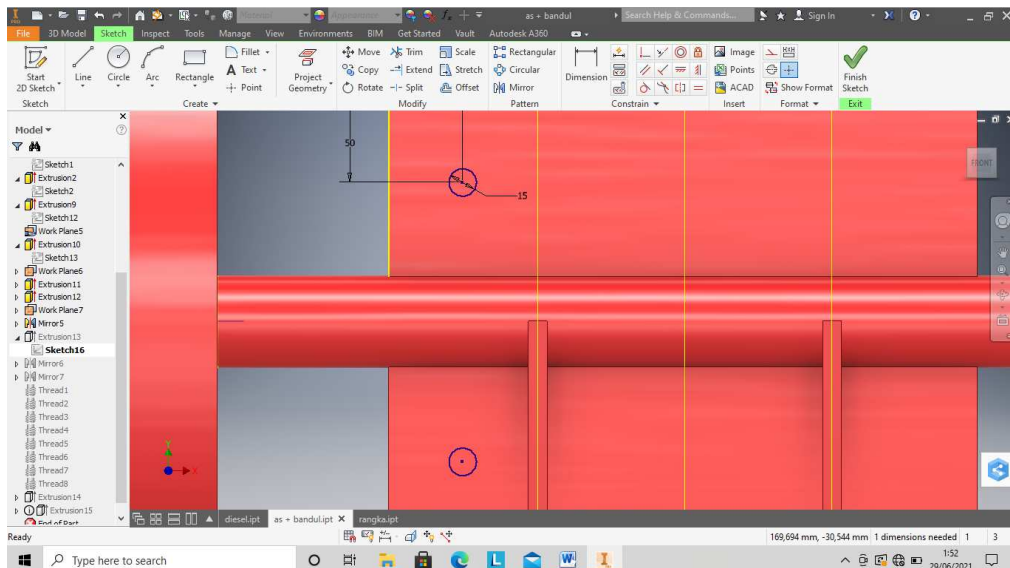 I PRO Material Appearance as + bandul Search Help & Commands... Sign In
File 3D Model Sketch Inspect Tools Manage View Environments BIM Get Started Vault Autodesk A360
Start 2D Sketch
Line
Circle
Arc
Rectangle
Fillet
Text
Point
Project Geometry
Move
Copy
Rotate
Trim
Extend
Split
Scale
Stretch
Offset
Rectangular
Circular
Mirror
Dimension
Image
Points
ACAD
Show Format
Finish Sketch
Sketch Create Modify Pattern Constrain Insert Format Exit
Model
Sketch1
Extrusion2
Sketch2
Extrusion9
Sketch12
Work Plane5
Extrusion10
Sketch13
Work Plane6
Extrusion11
Extrusion12
Work Plane7
Mirror5
Extrusion13
Sketch16
Mirror6
Mirror7
Thread1
Thread2
Thread3
Thread4
Thread5
Thread6
Thread7
Thread8
Extrusion14
Extrusion15
End of Part
50
15
FRONT
Y
X
diesel.ipt as + bandul.ipt X rangka.ipt
Ready 169,694 mm, -30,544 mm 1 dimensions needed 1 3
Type here to search
1:52
29/06/2021